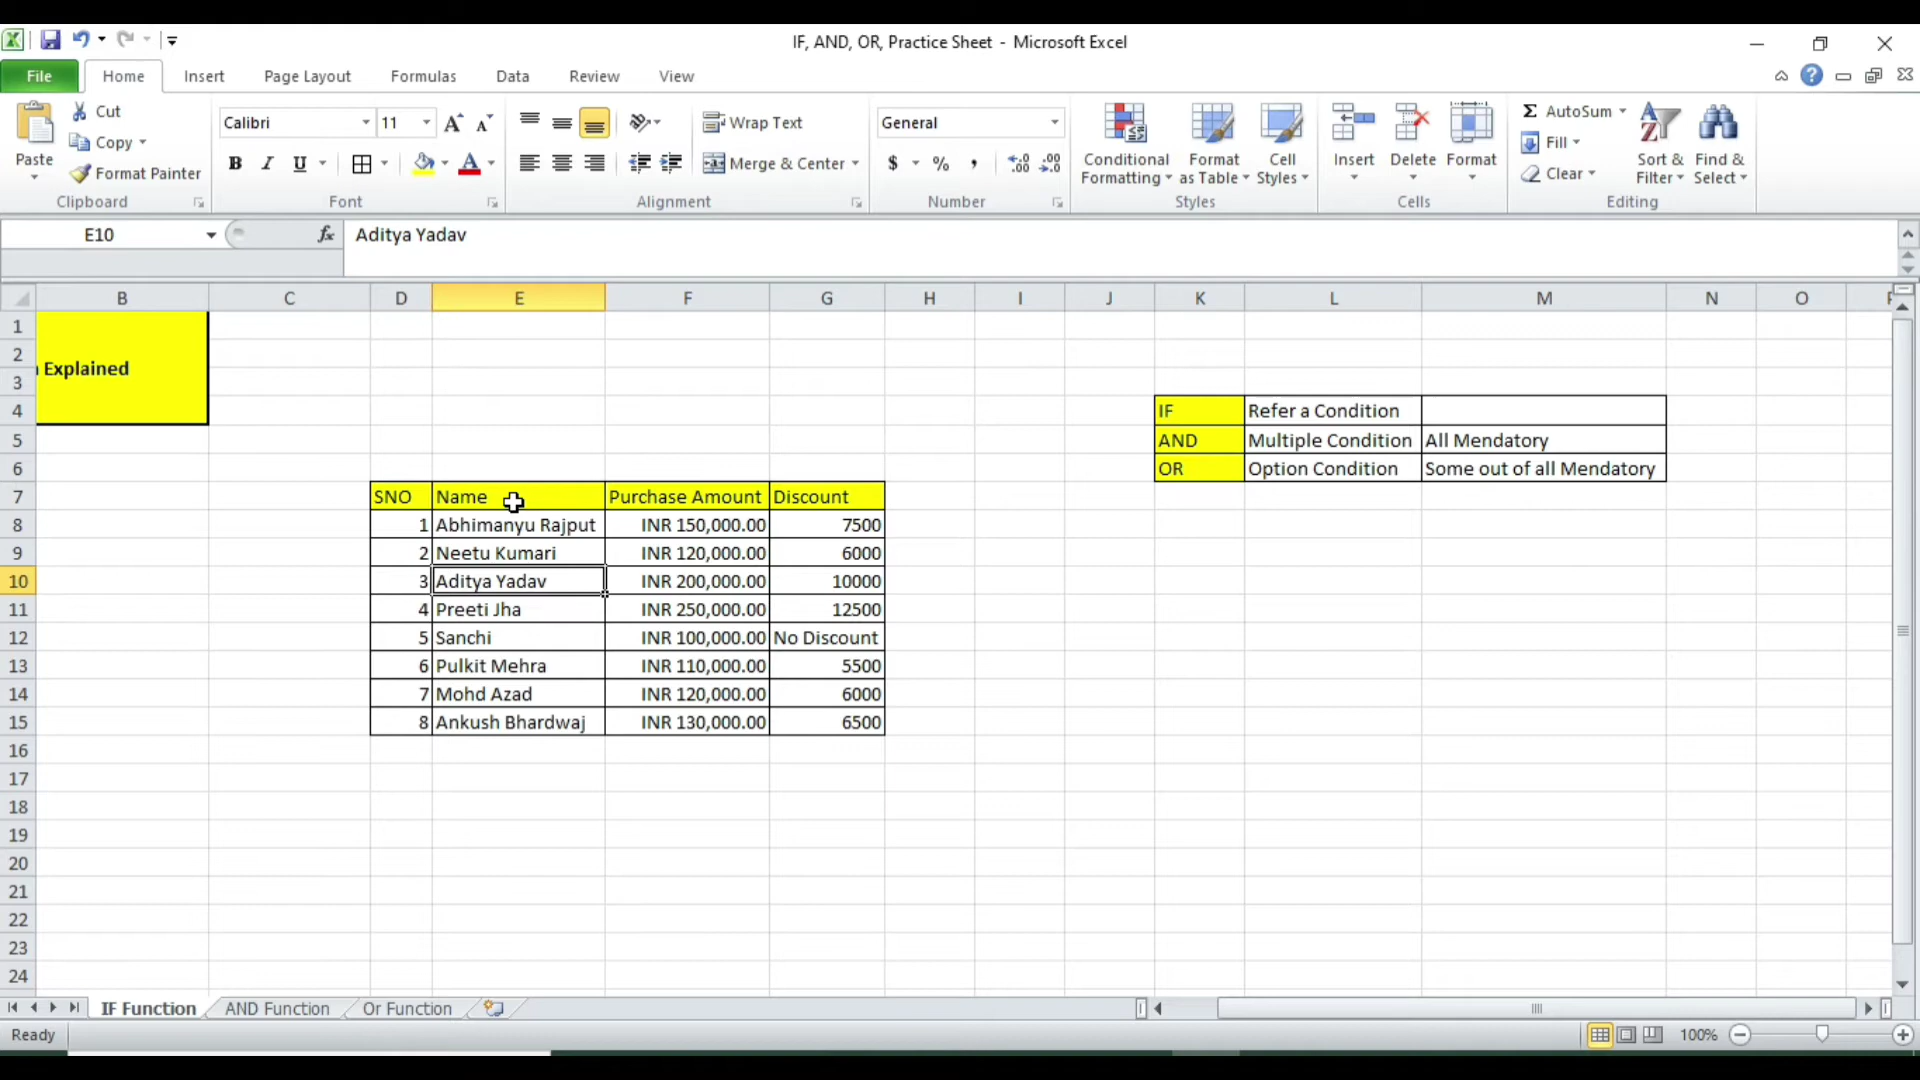 IF, AND, OR, Practice Sheet - Microsoft Excel
File Home Insert Page Layout Formulas Data Review View
Paste
Cut
Copy
Format Painter
Clipboard
Calibri 11
B I U A
Font
Wrap Text
Merge & Center
Alignment
General
$ % ,
Number
Conditional Formatting
Format as Table
Cell Styles
Styles
Insert Delete Format
Cells
AutoSum
Fill
Clear
Sort & Filter
Find & Select
Editing
E10 fx Aditya Yadav
B C D E F G H I J K L M N O
1
2
3 Explained
4 IF Refer a Condition
5 AND Multiple Condition All Mendatory
6 OR Option Condition Some out of all Mendatory
7 SNO Name Purchase Amount Discount
8 1 Abhimanyu Rajput INR 150,000.00 7500
9 2 Neetu Kumari INR 120,000.00 6000
10 3 Aditya Yadav INR 200,000.00 10000
11 4 Preeti Jha INR 250,000.00 12500
12 5 Sanchi INR 100,000.00 No Discount
13 6 Pulkit Mehra INR 110,000.00 5500
14 7 Mohd Azad INR 120,000.00 6000
15 8 Ankush Bhardwaj INR 130,000.00 6500
16
17
18
19
20
21
22
23
24
IF Function AND Function Or Function
Ready 100%